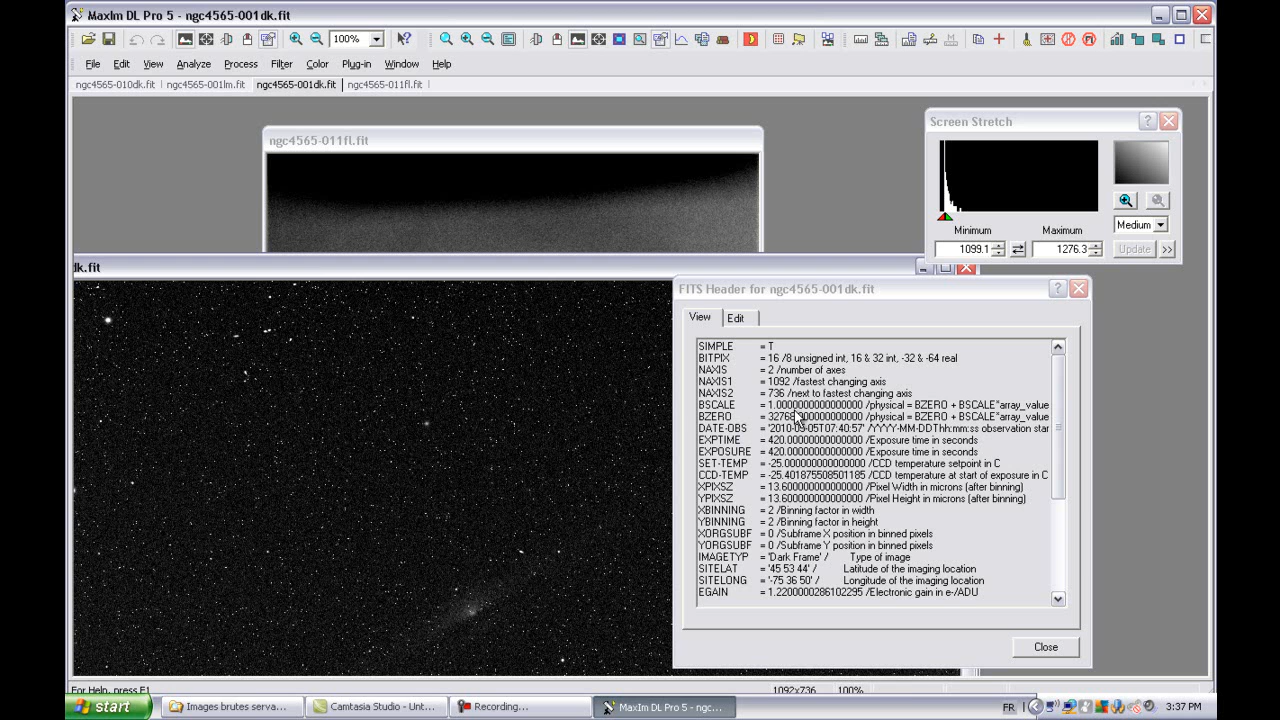 MaxIm DL Pro 5 - ngc4565-001dk.fit
100%
File Edit View Analyze Process Filter Color Plug-in Window Help
ngc4565-010dk.fit ngc4565-001lm.fit ngc4565-001dk.fit ngc4565-011fl.fit
Screen Stretch
ngc4565-011fl.fit
Medium
Minimum Maximum
1099.1 1276.3 Update >>
dk.fit
FITS Header for ngc4565-001dk.fit
View Edit
SIMPLE = T
BITPIX = 16 /8 unsigned int, 16 & 32 int, -32 & -64 real
NAXIS = 2 /number of axes
NAXIS1 = 1092 /fastest changing axis
NAXIS2 = 736 /next to fastest changing axis
BSCALE = 1.0000000000000000 /physical = BZERO + BSCALE*array_value
BZERO = 32768.000000000000 /physical = BZERO + BSCALE*array_value
DATE-OBS = '2010-03-05T07:40:57' /YYYY-MM-DDThh:mm:ss observation star
EXPTIME = 420.00000000000000 /Exposure time in seconds
EXPOSURE = 420.00000000000000 /Exposure time in seconds
SET-TEMP = -25.000000000000000 /CCD temperature setpoint in C
CCD-TEMP = -25.401875508501185 /CCD temperature at start of exposure in C
XPIXSZ = 13.600000000000000 /Pixel Width in microns (after binning)
YPIXSZ = 13.600000000000000 /Pixel Height in microns (after binning)
XBINNING = 2 /Binning factor in width
YBINNING = 2 /Binning factor in height
XORGSUBF = 0 /Subframe X position in binned pixels
YORGSUBF = 0 /Subframe Y position in binned pixels
IMAGETYP = 'Dark Frame' / Type of image
SITELAT = '45 53 44' / Latitude of the imaging location
SITELONG = '-75 36 50' / Longitude of the imaging location
EGAIN = 1.2200000286102295 /Electronic gain in e-/ADU
Close
For Help, press F1 1092x736 100%
start Images brutes serva... Camtasia Studio - Unt... Recording... MaxIm DL Pro 5 - ngc... FR 3:37 PM